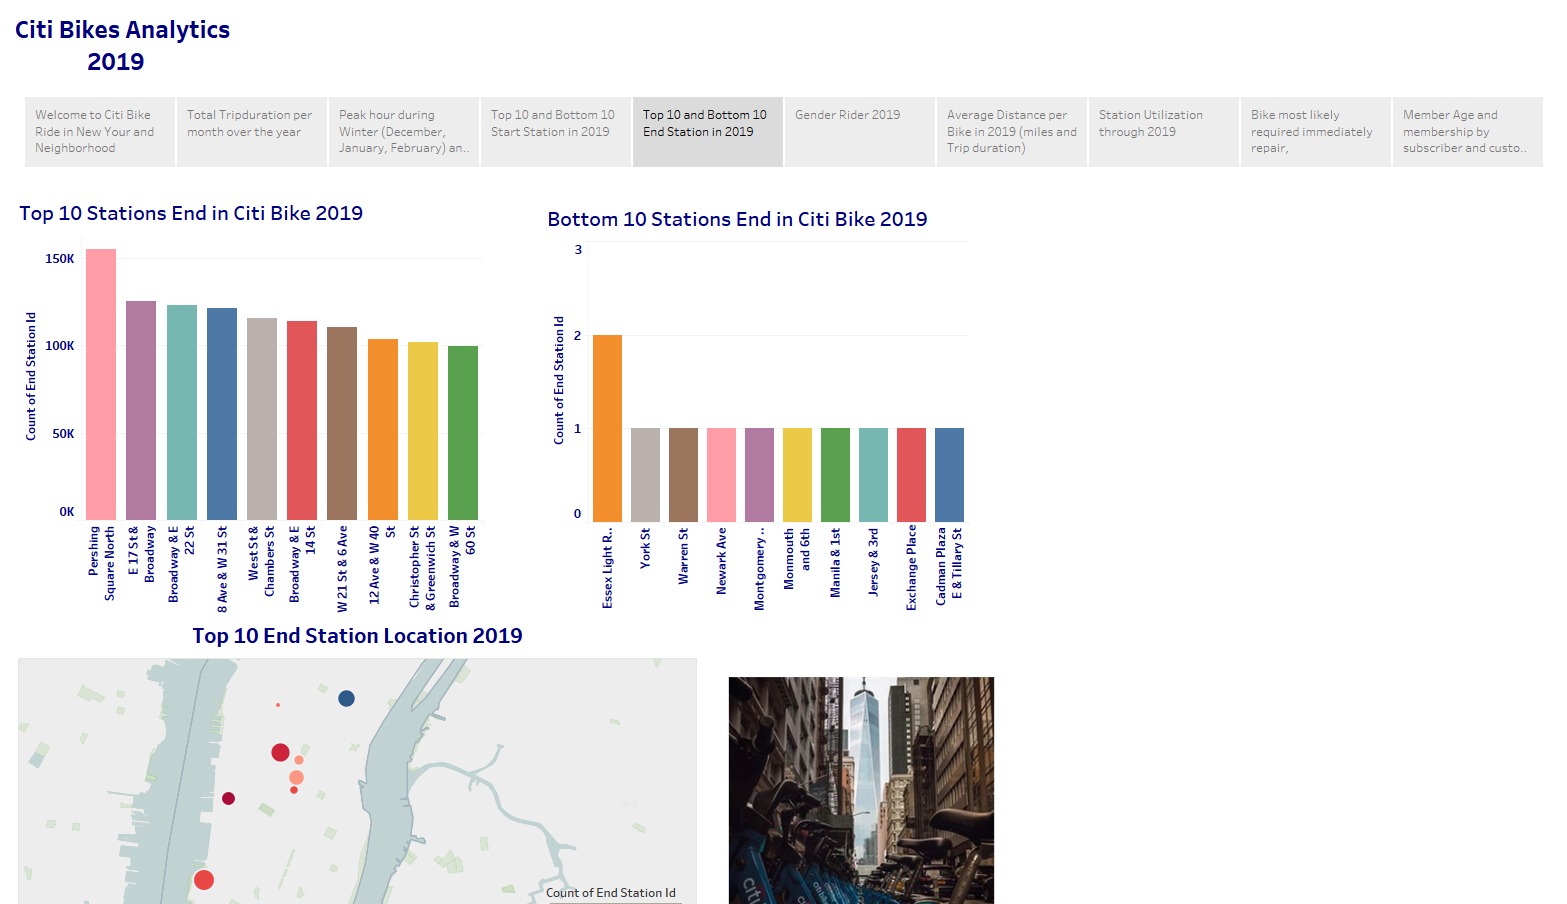 Citi Bikes Analytics
2019
Welcome to Citi Bike
Ride in New Your and
Neighborhood
Total Tripduration per
month over the year
Peak hour during
Winter (December,
January, February) an..
Top 10 and Bottom 10
Start Station in 2019
Top 10 and Bottom 10
End Station in 2019
Gender Rider 2019
Average Distance per
Bike in 2019 (miles and
Trip duration)
Station Utilization
through 2019
Bike most likely
required immediately
repair,
Member Age and
membership by
subscriber and custo..
Top 10 Stations End in Citi Bike 2019
Count of End Station Id
150K
100K
50K
0K
Pershing
Square North
E 17 St &
Broadway
Broadway & E
22 St
8 Ave & W 31 St
West St &
Chambers St
Broadway & E
14 St
W 21 St & 6 Ave
12 Ave & W 40
St
Christopher St
& Greenwich St
Broadway & W
60 St
Bottom 10 Stations End in Citi Bike 2019
Count of End Station Id
3
2
1
0
Essex Light R..
York St
Warren St
Newark Ave
Montgomery ..
Monmouth
and 6th
Manila & 1st
Jersey & 3rd
Exchange Place
Cadman Plaza
E & Tillary St
Top 10 End Station Location 2019
Count of End Station Id